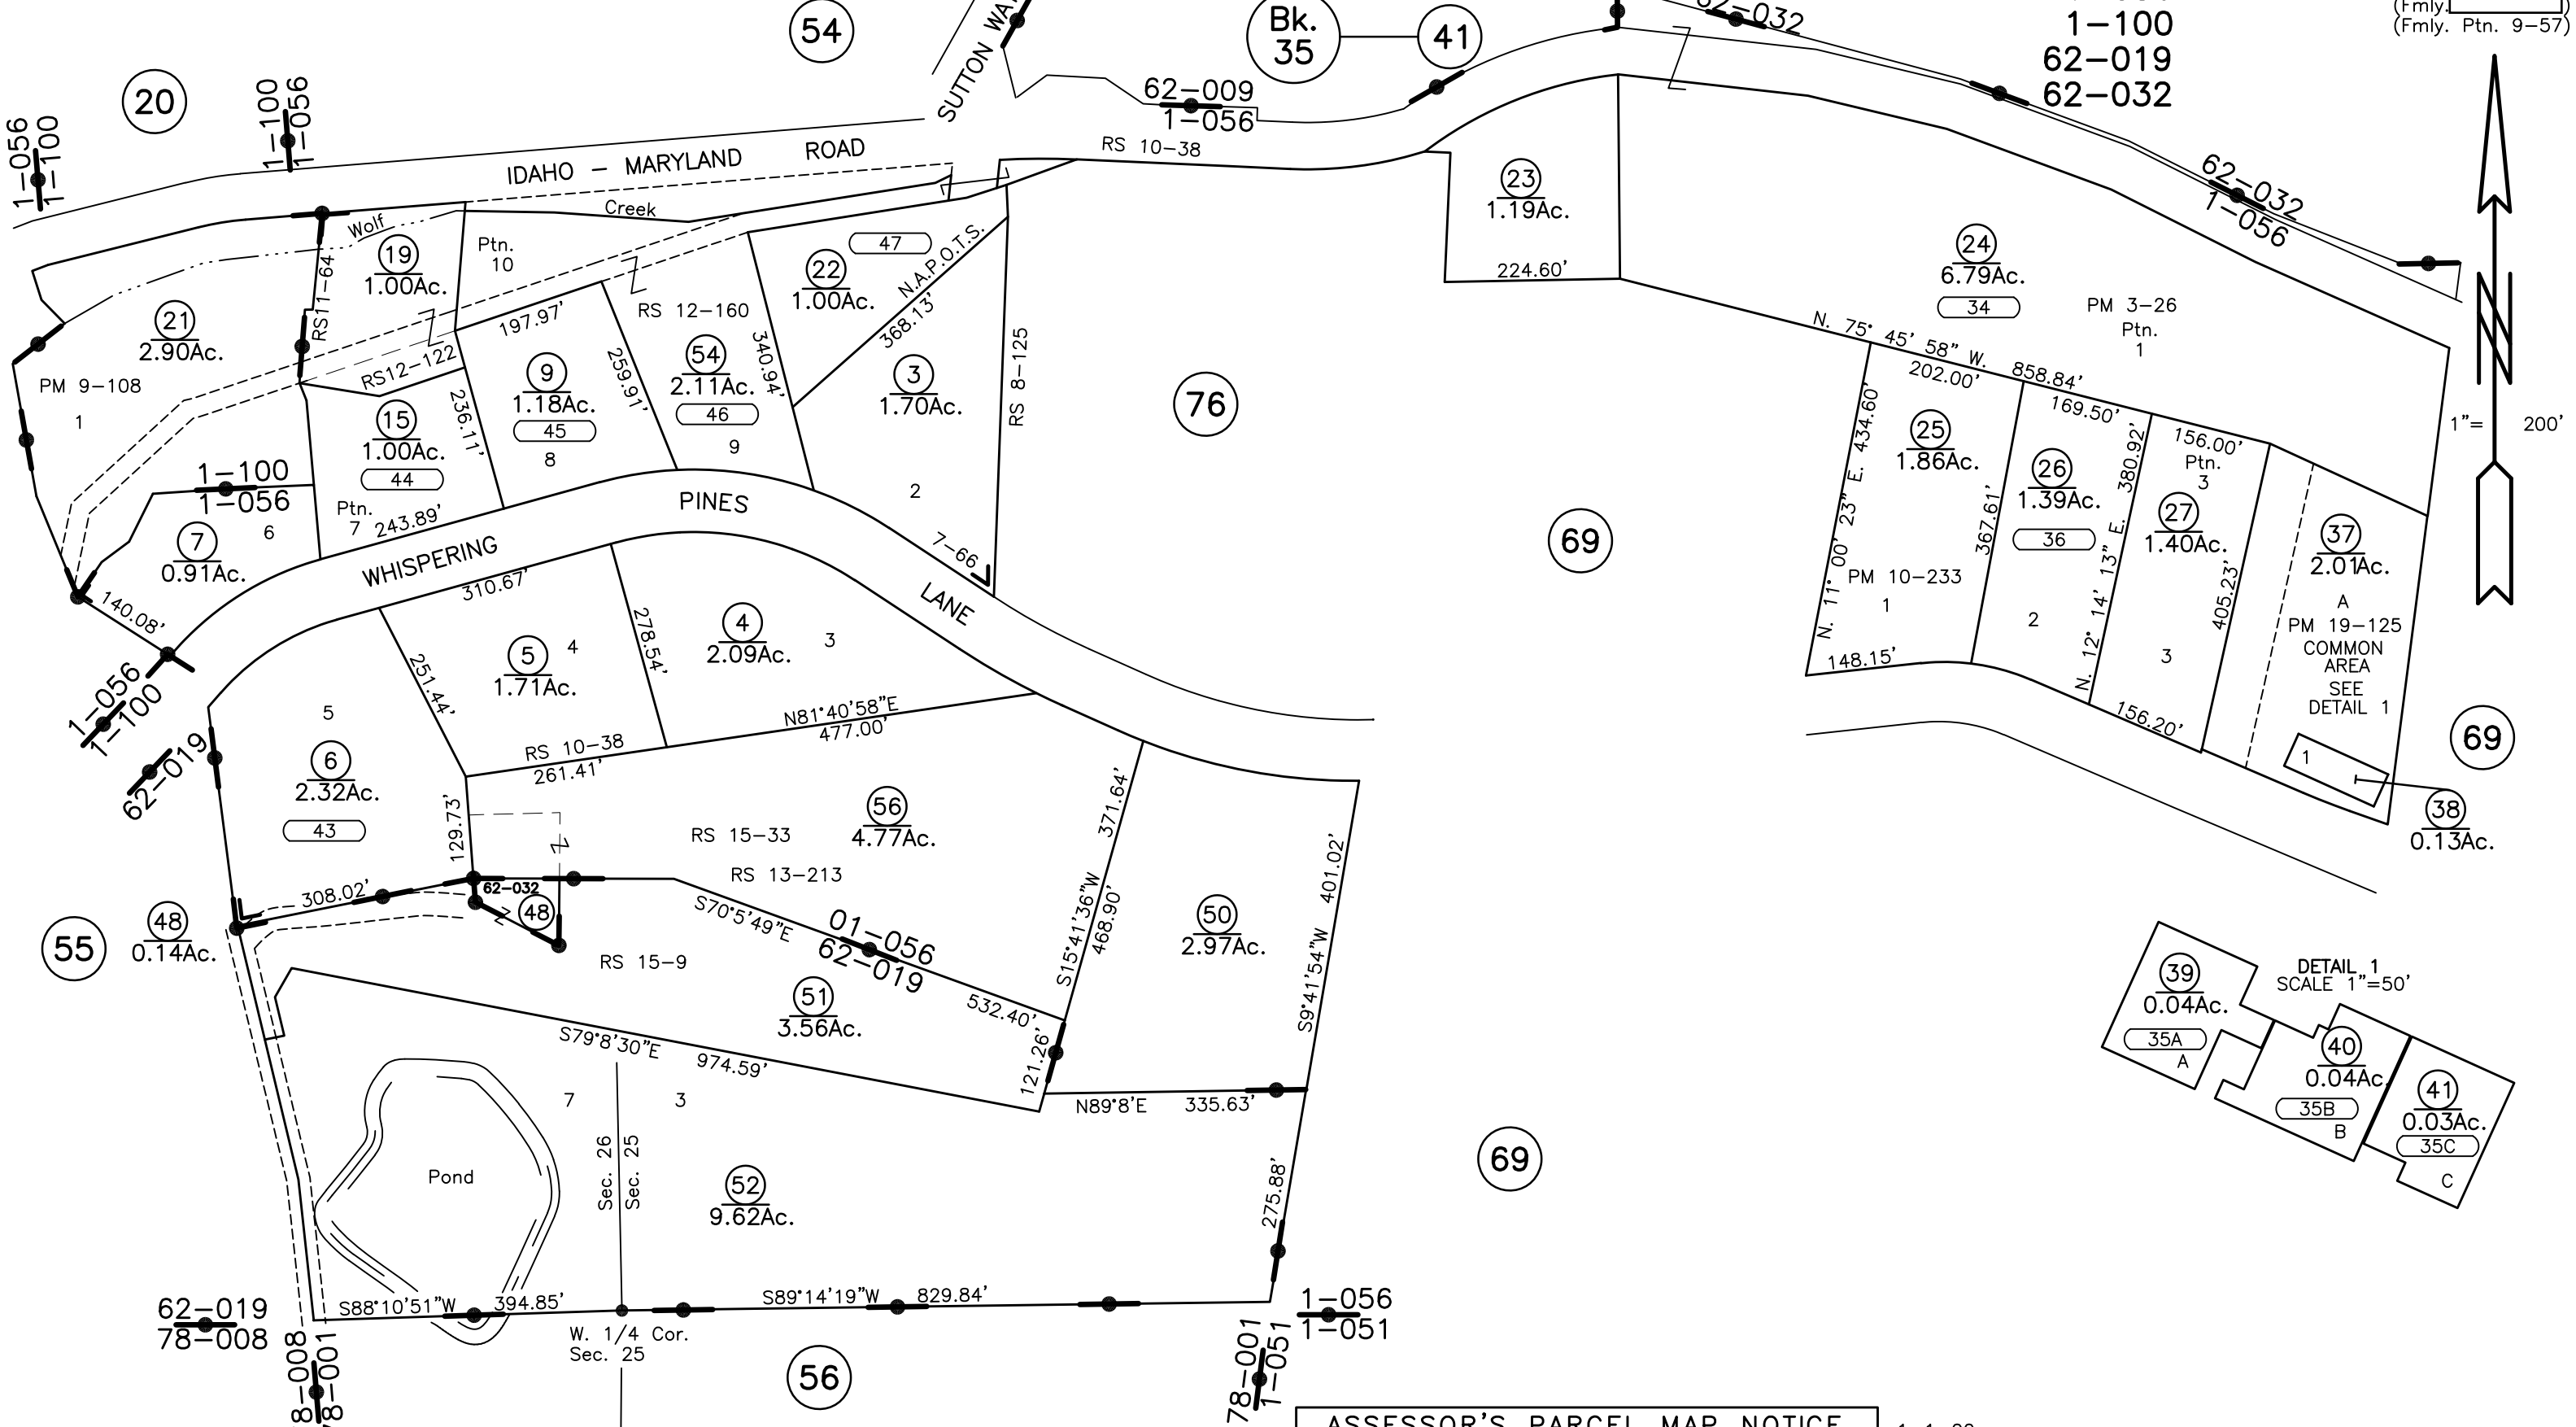 54
SUTTON WAY
Bk.
35
41
62-032
1-100
62-019
62-032
(Fmly.
(Fmly. Ptn. 9-57)
20
1-056
1-100
1-100
1-056
62-009
1-056
IDAHO - MARYLAND ROAD
RS 10-38
62-032
1-056
Wolf
Creek
RS11-64
19
1.00Ac.
Ptn.
10
47
22
1.00Ac.
N.A.P.O.T.S.
368.13'
23
1.19Ac.
224.60'
24
6.79Ac.
34
PM 3-26
Ptn.
1
21
2.90Ac.
PM 9-108
1
RS12-122
197.97'
RS 12-160
54
2.11Ac.
46
9
340.94'
259.91'
9
1.18Ac.
45
8
236.11'
15
1.00Ac.
44
Ptn.
7
243.89'
3
1.70Ac.
2
RS 8-125
76
N. 75° 45' 58" W. 858.84'
202.00'
169.50'
156.00'
1"= 200'
25
1.86Ac.
N. 11° 00' 23" E. 434.60'
PM 10-233
1
148.15'
367.61'
26
1.39Ac.
36
2
N. 12° 14' 13" E. 380.92'
Ptn.
3
27
1.40Ac.
3
405.23'
156.20'
37
2.01Ac.
A
PM 19-125
COMMON
AREA
SEE
DETAIL 1
1
69
38
0.13Ac.
69
1-100
1-056
6
7
0.91Ac.
140.08'
WHISPERING
PINES
LANE
7-66
310.67'
251.44'
5
1.71Ac.
4
278.54'
4
2.09Ac.
3
N81°40'58"E
477.00'
RS 10-38
261.41'
1-056
1-100
62-019
5
6
2.32Ac.
43
129.73'
308.02'
56
4.77Ac.
RS 15-33
RS 13-213
371.64'
62-032
48
48
0.14Ac.
55
S70°5'49"E
01-056
62-019
532.40'
S15°41'36"W
468.90'
50
2.97Ac.
S9°41'54"W 401.02'
RS 15-9
51
3.56Ac.
121.26'
S79°8'30"E
974.59'
N89°8'E 335.63'
39
0.04Ac.
35A
A
DETAIL 1
SCALE 1"=50'
40
0.04Ac.
35B
B
41
0.03Ac.
35C
C
7
3
Sec. 26
Sec. 25
Pond
52
9.62Ac.
275.88'
69
S88°10'51"W 394.85'
S89°14'19"W 829.84'
W. 1/4 Cor.
Sec. 25
62-019
78-008
8-008
78-001
56
1-056
1-051
78-001
1-051
ASSESSOR'S PARCEL MAP NOTICE